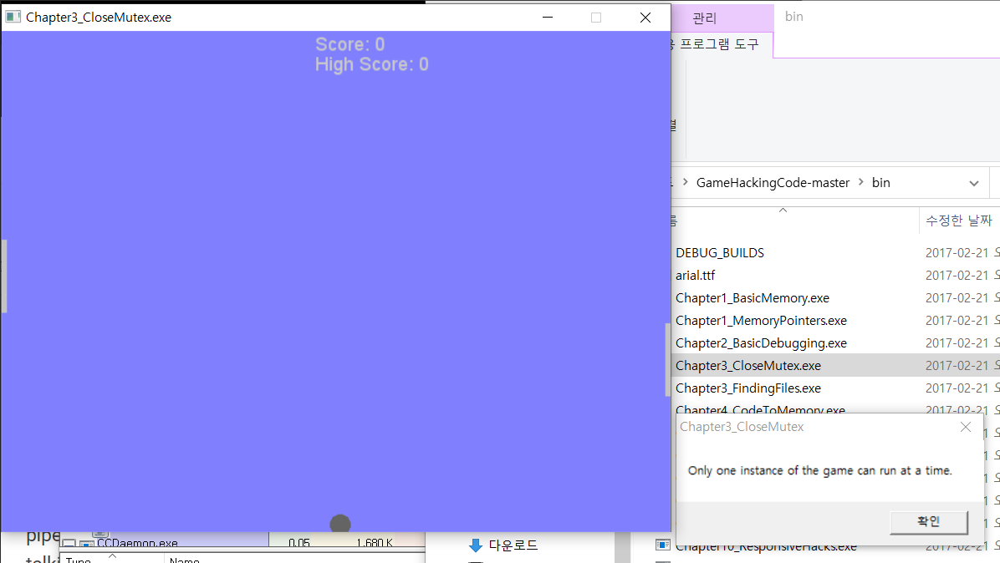 Chapter3_CloseMutex.exe
Score: 0
High Score: 0
관리
bin
프로그램 도구
GameHackingCode-master
bin
수정한 날짜
DEBUG_BUILDS
2017-02-21
arial.ttf
2017-02-21
Chapter1_BasicMemory.exe
2017-02-21
Chapter1_MemoryPointers.exe
2017-02-21
Chapter2_BasicDebugging.exe
2017-02-21
Chapter3_CloseMutex.exe
2017-02-21
Chapter3_FindingFiles.exe
2017-02-21
Chapter4_CodeToMemory.exe
2017-02-21
Chapter3_CloseMutex
Only one instance of the game can run at a time.
확인
Chapter10_ResponsiveHacks.exe
2017-02-21
pipe
CCDaemon.exe
0.05
1,680 K
다운로드
Type
Name